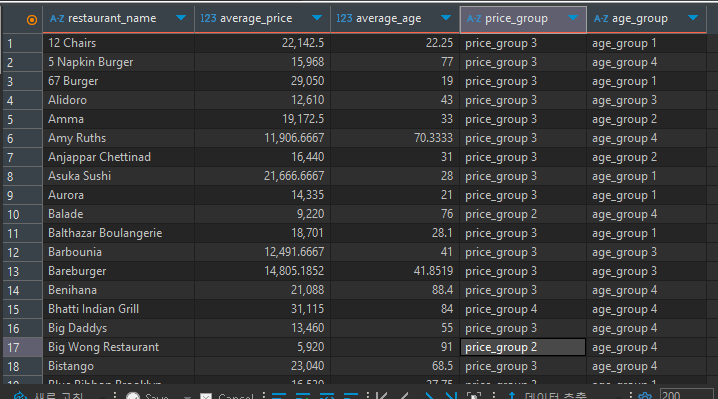 A-Z restaurant_name 123 average_price 123 average_age A-Z price_group A-Z age_group
1 12 Chairs 22,142.5 22.25 price_group 3 age_group 1
2 5 Napkin Burger 15,968 77 price_group 3 age_group 4
3 67 Burger 29,050 19 price_group 3 age_group 1
4 Alidoro 12,610 43 price_group 3 age_group 3
5 Amma 19,172.5 33 price_group 3 age_group 2
6 Amy Ruths 11,906.6667 70.3333 price_group 3 age_group 4
7 Anjappar Chettinad 16,440 31 price_group 3 age_group 2
8 Asuka Sushi 21,666.6667 28 price_group 3 age_group 1
9 Aurora 14,335 21 price_group 3 age_group 1
10 Balade 9,220 76 price_group 2 age_group 4
11 Balthazar Boulangerie 18,701 28.1 price_group 3 age_group 1
12 Barbounia 12,491.6667 41 price_group 3 age_group 3
13 Bareburger 14,805.1852 41.8519 price_group 3 age_group 3
14 Benihana 21,088 88.4 price_group 3 age_group 4
15 Bhatti Indian Grill 31,115 84 price_group 4 age_group 4
16 Big Daddys 13,460 55 price_group 3 age_group 4
17 Big Wong Restaurant 5,920 91 price_group 2 age_group 4
18 Bistango 23,040 68.5 price_group 3 age_group 4
19 Blue Ribbon Brooklyn 16,530 27.75 price_group 3 age_group 1
새로 고침 Save Cancel 데이터 추출 200